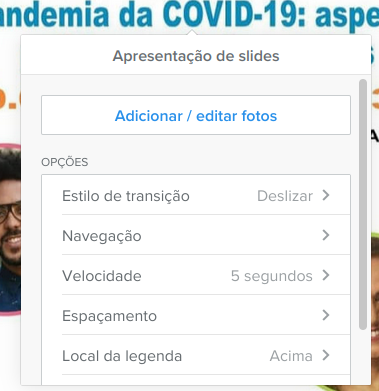 andemia da COVID-19: aspe
Apresentação de slides
Adicionar / editar fotos
OPÇÕES
Estilo de transição Deslizar
Navegação
Velocidade 5 segundos
Espaçamento
Local da legenda Acima